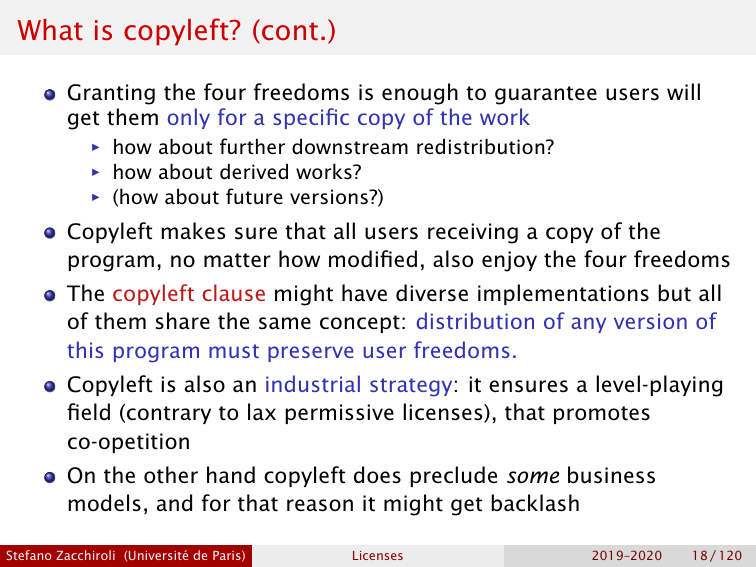 What is copyleft? (cont.)
Granting the four freedoms is enough to guarantee users will
get them only for a specific copy of the work
how about further downstream redistribution?
how about derived works?
(how about future versions?)
Copyleft makes sure that all users receiving a copy of the
program, no matter how modified, also enjoy the four freedoms
The copyleft clause might have diverse implementations but all
of them share the same concept: distribution of any version of
this program must preserve user freedoms.
Copyleft is also an industrial strategy: it ensures a level-playing
field (contrary to lax permissive licenses), that promotes
co-opetition
On the other hand copyleft does preclude some business
models, and for that reason it might get backlash
Stefano Zacchiroli (Université de Paris) Licenses 2019–2020 18/120